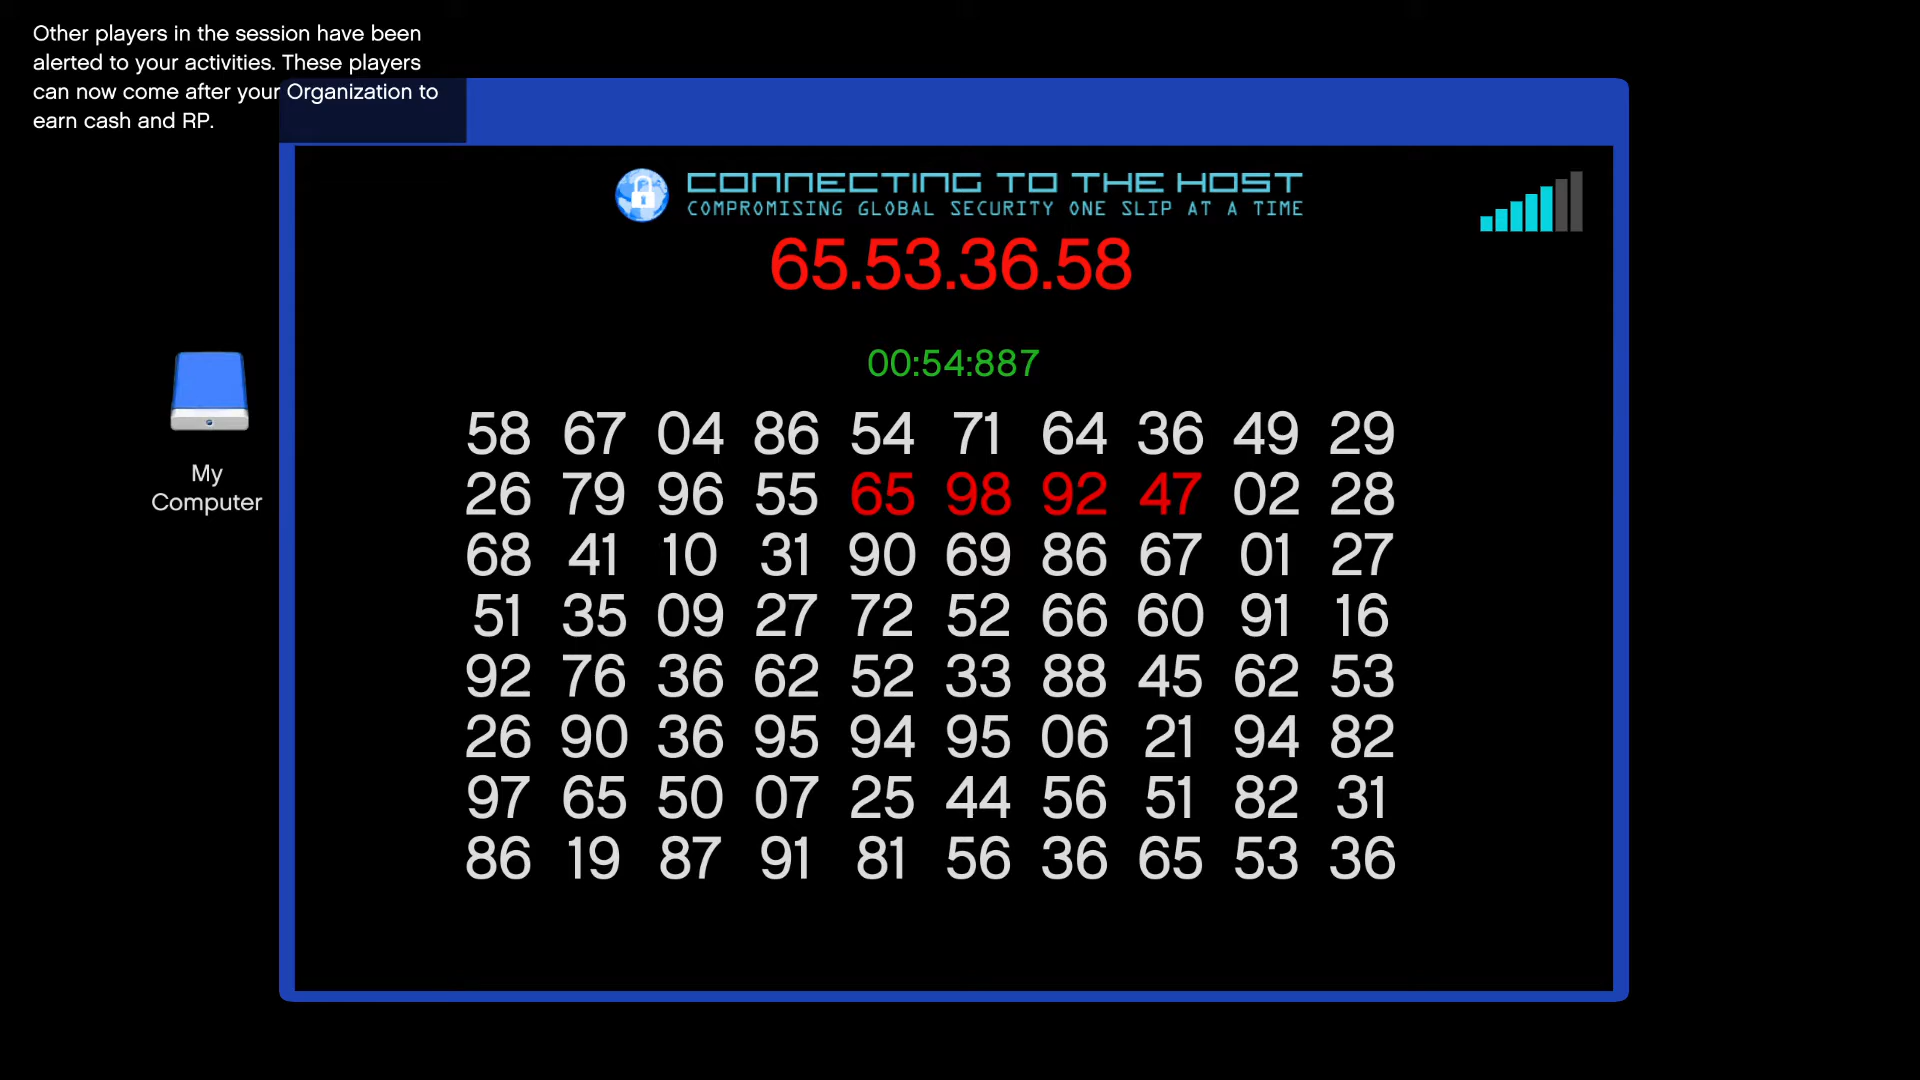 Other players in the session have been
alerted to your activities. These players
can now come after your Organization to
earn cash and RP.
CONNECTING TO THE HOST
COMPROMISING GLOBAL SECURITY ONE SLIP AT A TIME
65.53.36.58
00:54:887
My
Computer
58 67 04 86 54 71 64 36 49 29
26 79 96 55 65 98 92 47 02 28
68 41 10 31 90 69 86 67 01 27
51 35 09 27 72 52 66 60 91 16
92 76 36 62 52 33 88 45 62 53
26 90 36 95 94 95 06 21 94 82
97 65 50 07 25 44 56 51 82 31
86 19 87 91 81 56 36 65 53 36